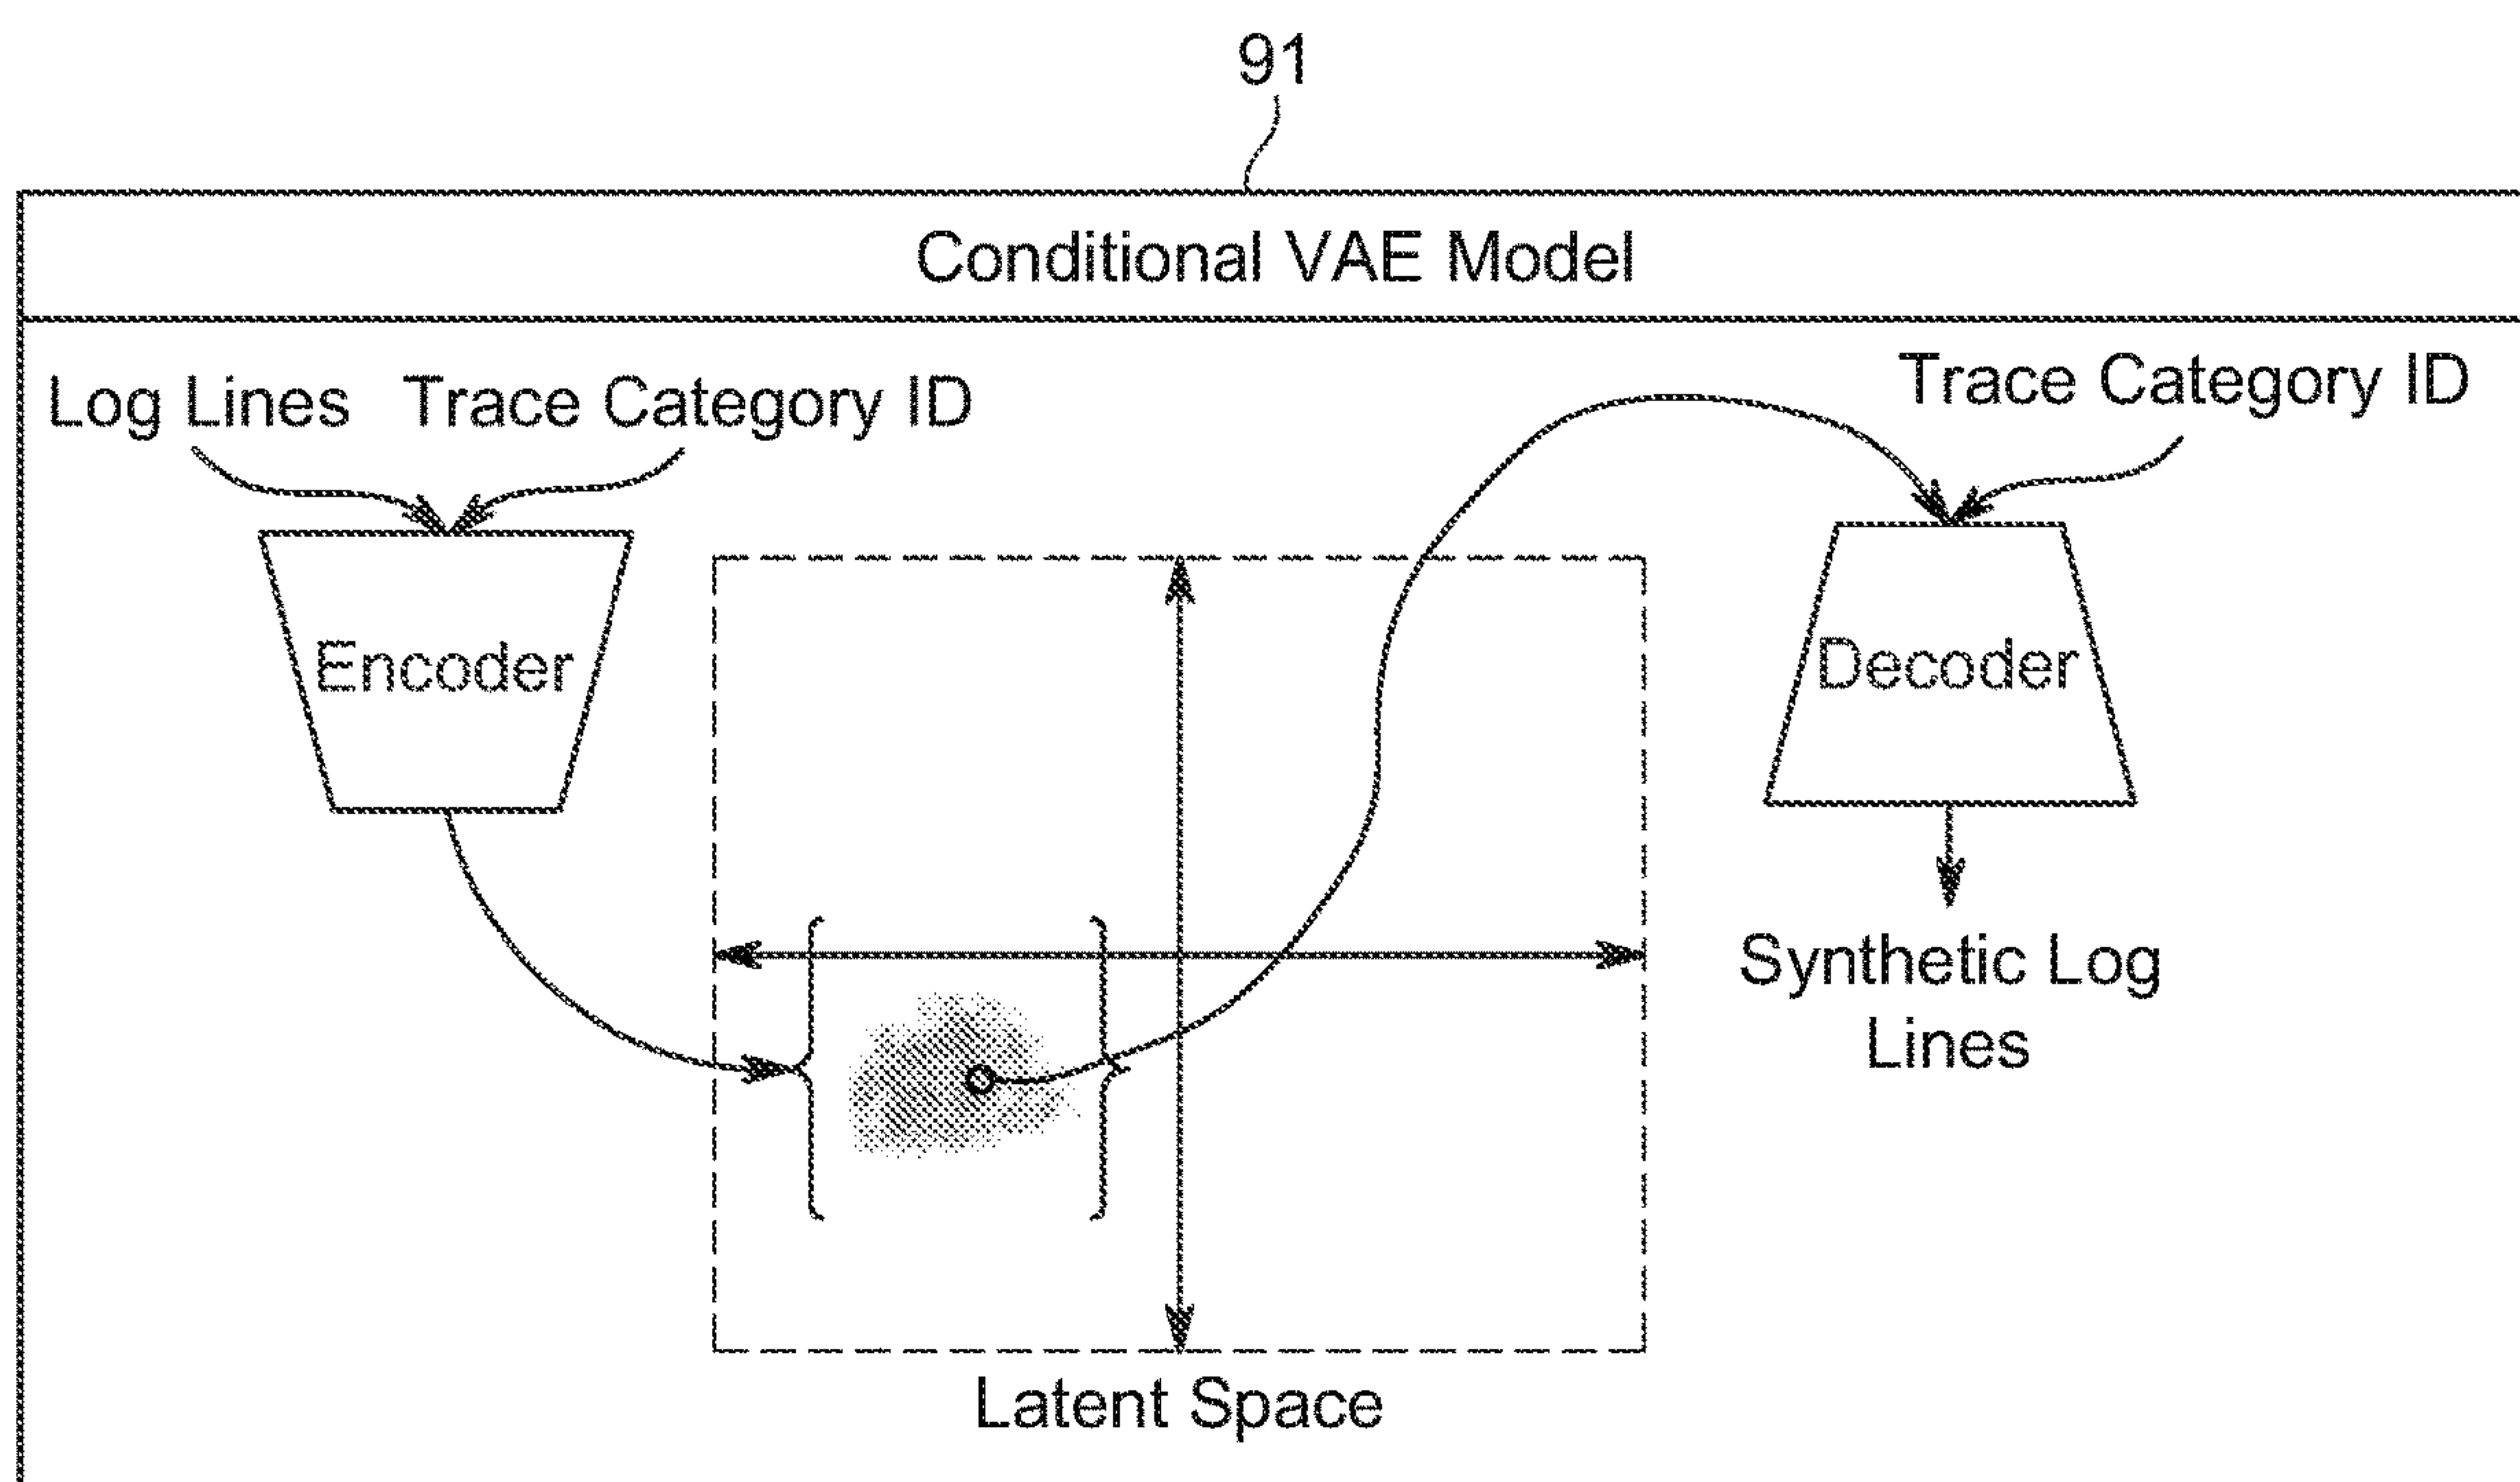 91
Conditional VAE Model
Log Lines Trace Category ID
Trace Category ID
Encoder
Decoder
Synthetic Log
Lines
Latent Space